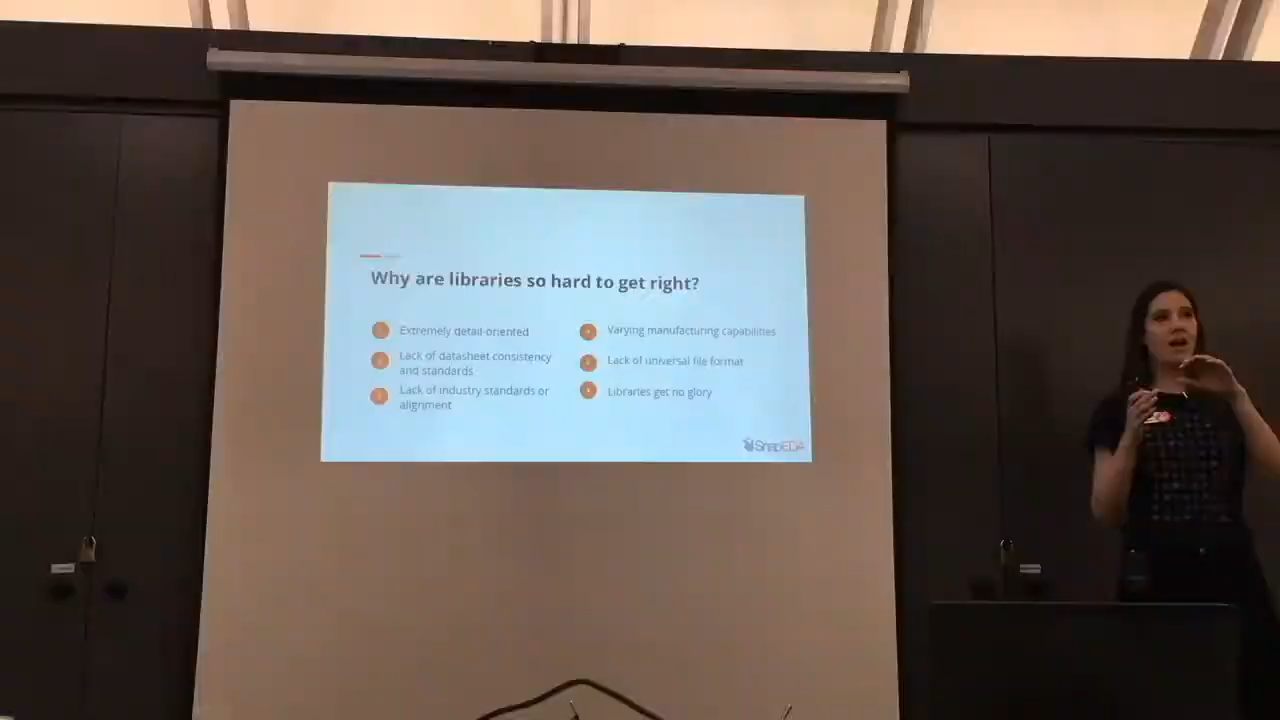 Why are libraries so hard to get right?
Extremely detail-oriented
Lack of datasheet consistency
and standards
Lack of industry standards or
alignment
Varying manufacturing capabilities
Lack of universal file format
Libraries get no glory
SnapEDA